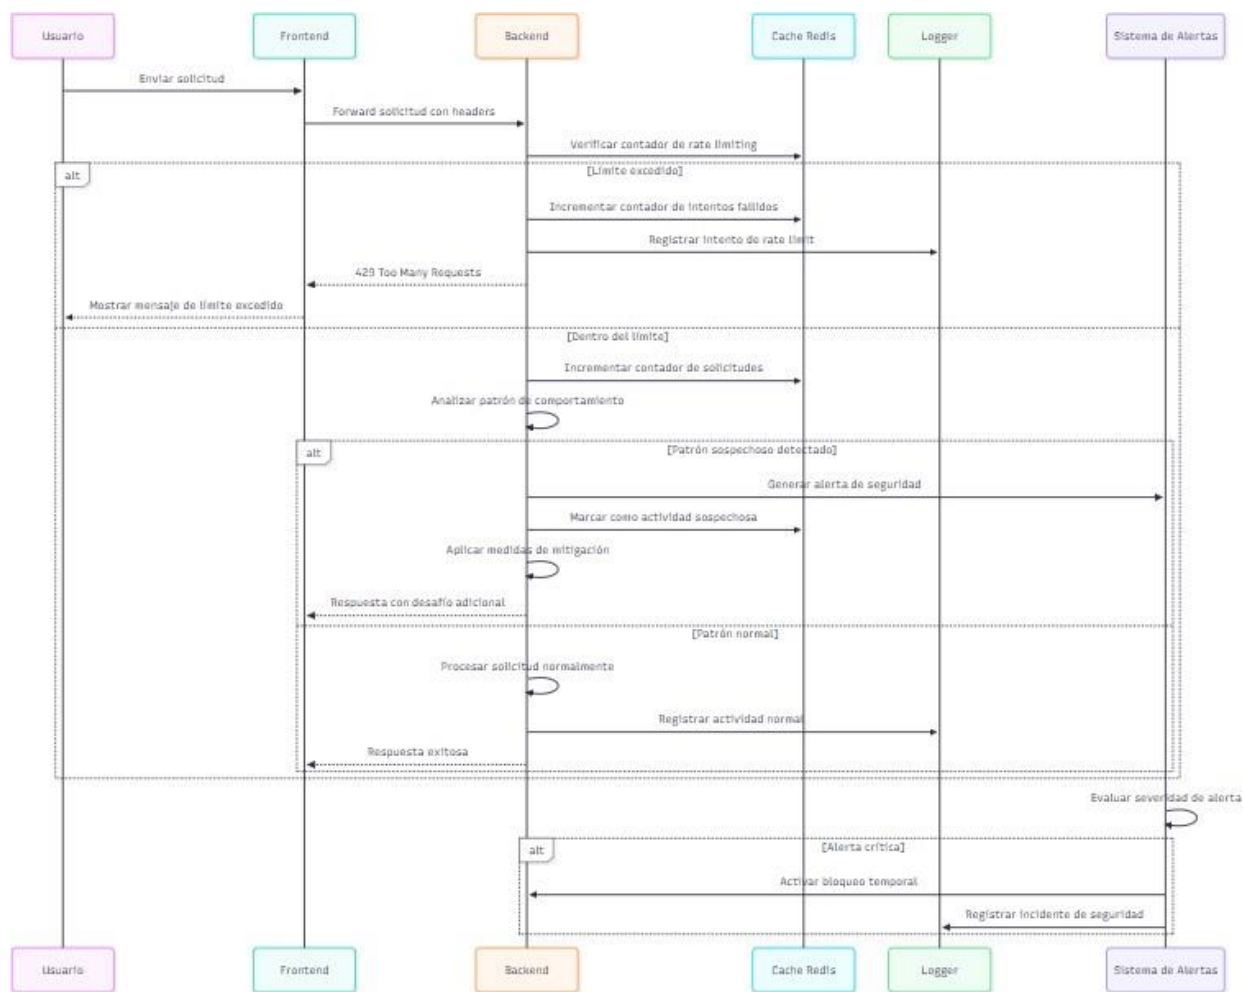 Usuario
Frontend
Backend
Cache Redis
Logger
Sistema de Alertas
Enviar solicitud
Forward solicitud con headers
Verificar contador de rate limiting
alt
[Límite excedido]
Incrementar contador de intentos fallidos
Registrar intento de rate limit
429 Too Many Requests
Mostrar mensaje de límite excedido
[Dentro del límite]
Incrementar contador de solicitudes
Analizar patrón de comportamiento
alt
[Patrón sospechoso detectado]
Generar alerta de seguridad
Marcar como actividad sospechosa
Aplicar medidas de mitigación
Respuesta con desafío adicional
[Patrón normal]
Procesar solicitud normalmente
Registrar actividad normal
Respuesta exitosa
Evaluar severidad de alerta
alt
[Alerta crítica]
Activar bloqueo temporal
Registrar incidente de seguridad
Usuario
Frontend
Backend
Cache Redis
Logger
Sistema de Alertas